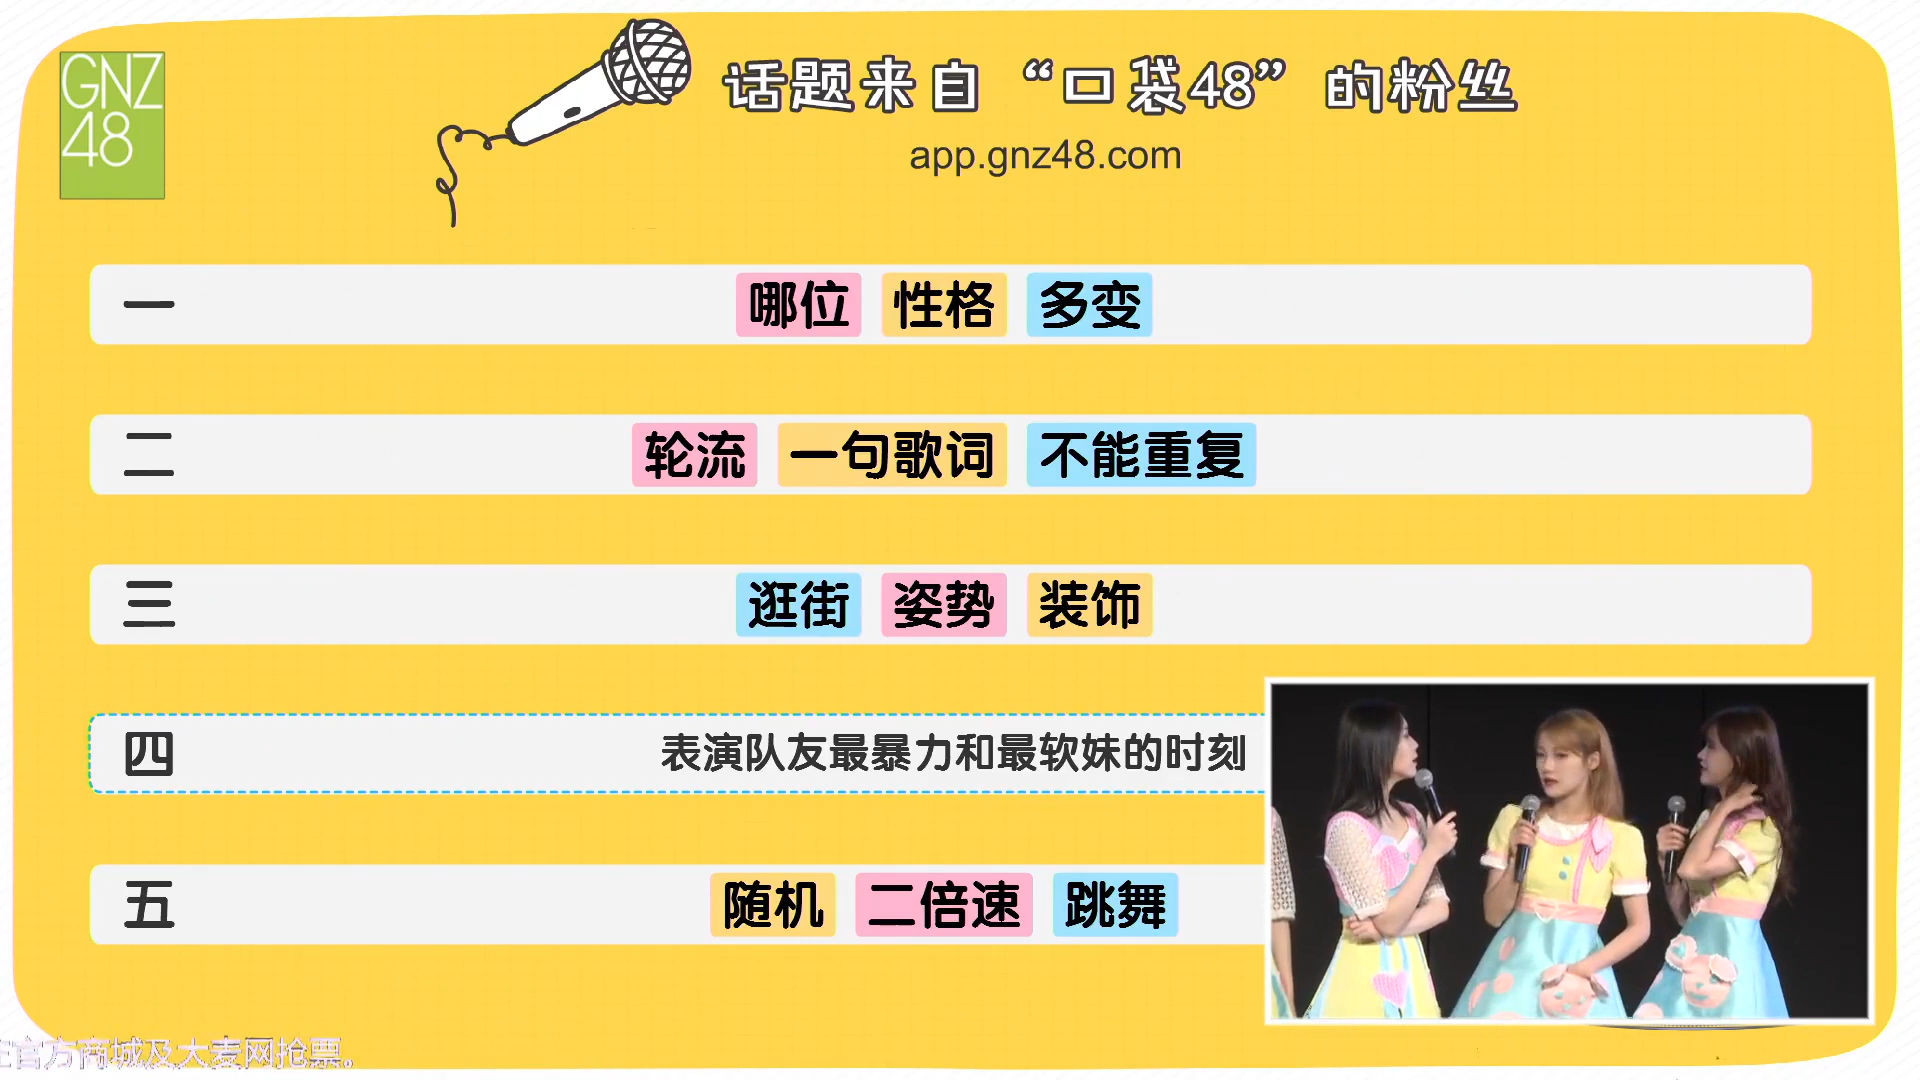 GNZ
48
话题来自“口袋48”的粉丝
app.gnz48.com
一 哪位 性格 多变
二 轮流 一句歌词 不能重复
三 逛街 姿势 装饰
四 表演队友最暴力和最软妹的时刻
五 随机 二倍速 跳舞
官方商城及大麦网抢票。